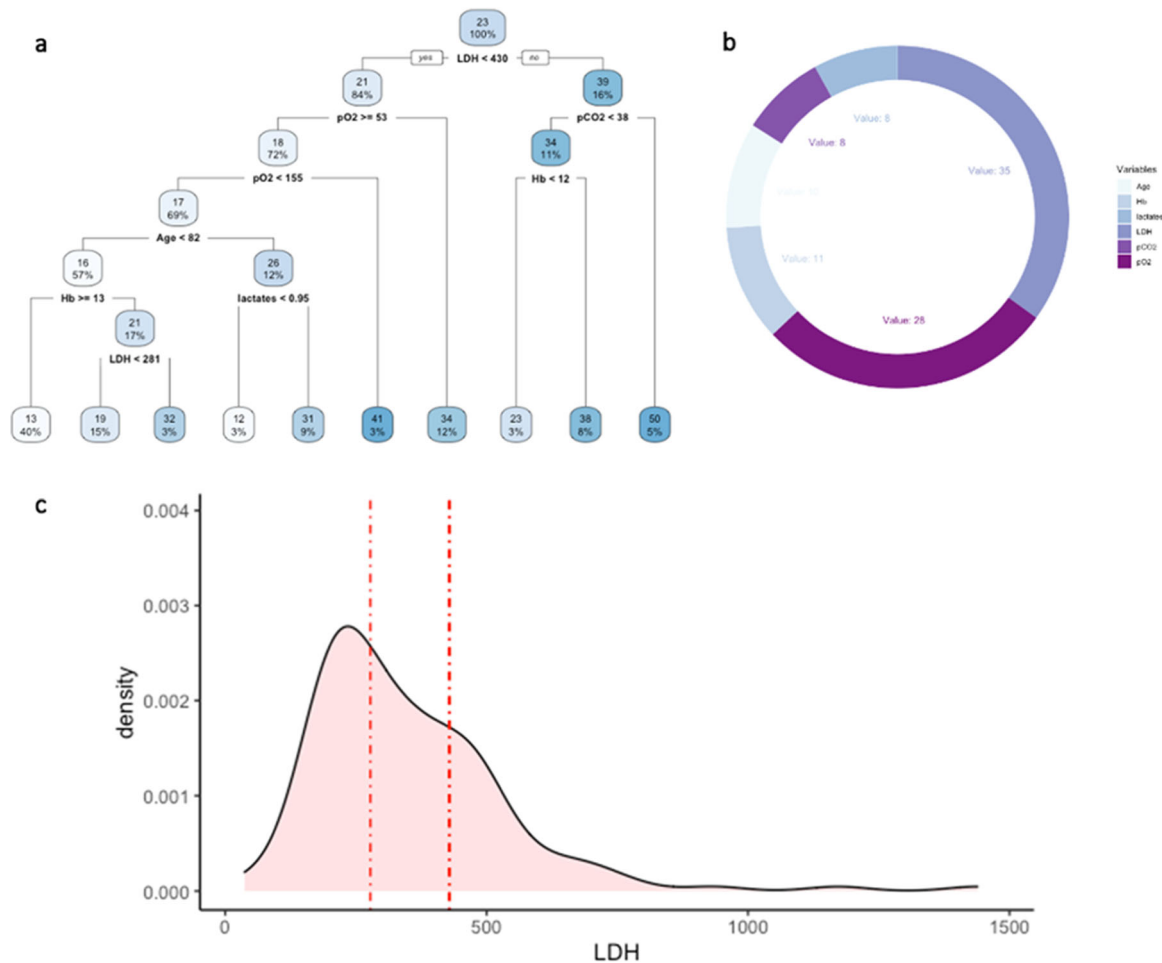 a
23
100%
yes
LDH < 430
no
21
84%
39
16%
pO2 >= 53
pCO2 < 38
18
72%
34
11%
pO2 < 155
Hb < 12
17
69%
Age < 82
16
57%
26
12%
Hb >= 13
lactates < 0.95
21
17%
LDH < 281
13
40%
19
15%
32
3%
12
3%
31
9%
41
3%
34
12%
23
3%
38
8%
50
5%
b
Value: 8
Value: 8
Value: 35
Value: 11
Value: 28
Variables
Age
Hb
lactates
LDH
pCO2
pO2
c
density
0.004
0.003
0.002
0.001
0.000
0
500
1000
1500
LDH